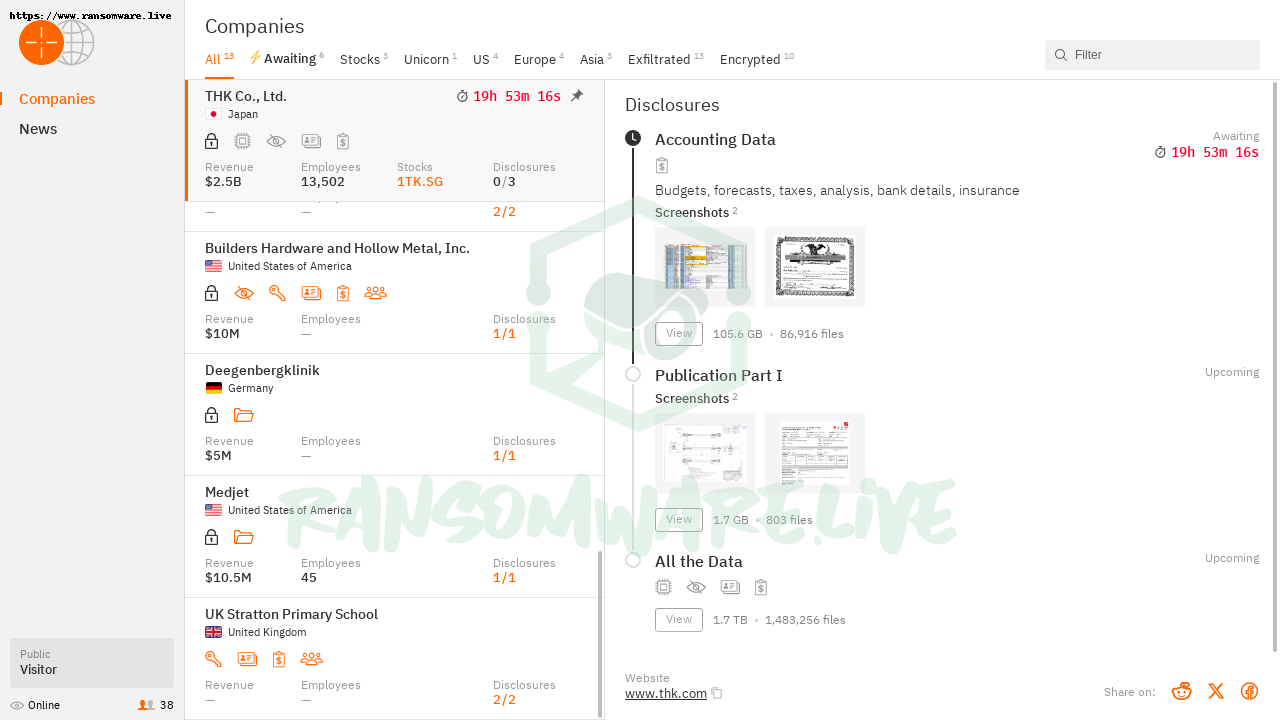 https://www.ransomware.live
Companies
News
Public
Visitor
Online
38
Companies
All 13
Awaiting 6
Stocks 3
Unicorn 1
US 4
Europe 4
Asia 3
Exfiltrated 13
Encrypted 10
Filter
THK Co., Ltd.
19h 53m 16s
Japan
Revenue Employees Stocks Disclosures
$2.5B 13,502 1TK.SG 0/3
— — 2/2
Builders Hardware and Hollow Metal, Inc.
United States of America
Revenue Employees Disclosures
$10M — 1/1
Deegenbergklinik
Germany
Revenue Employees Disclosures
$5M — 1/1
Medjet
United States of America
Revenue Employees Disclosures
$10.5M 45 1/1
UK Stratton Primary School
United Kingdom
Revenue Employees Disclosures
— — 2/2
Disclosures
Accounting Data
Awaiting
19h 53m 16s
Budgets, forecasts, taxes, analysis, bank details, insurance
Screenshots 2
View 105.6 GB • 86,916 files
Publication Part I
Upcoming
Screenshots 2
View 1.7 GB • 803 files
All the Data
Upcoming
View 1.7 TB • 1,483,256 files
Website
www.thk.com
Share on:
RANSOMWARE.LIVE